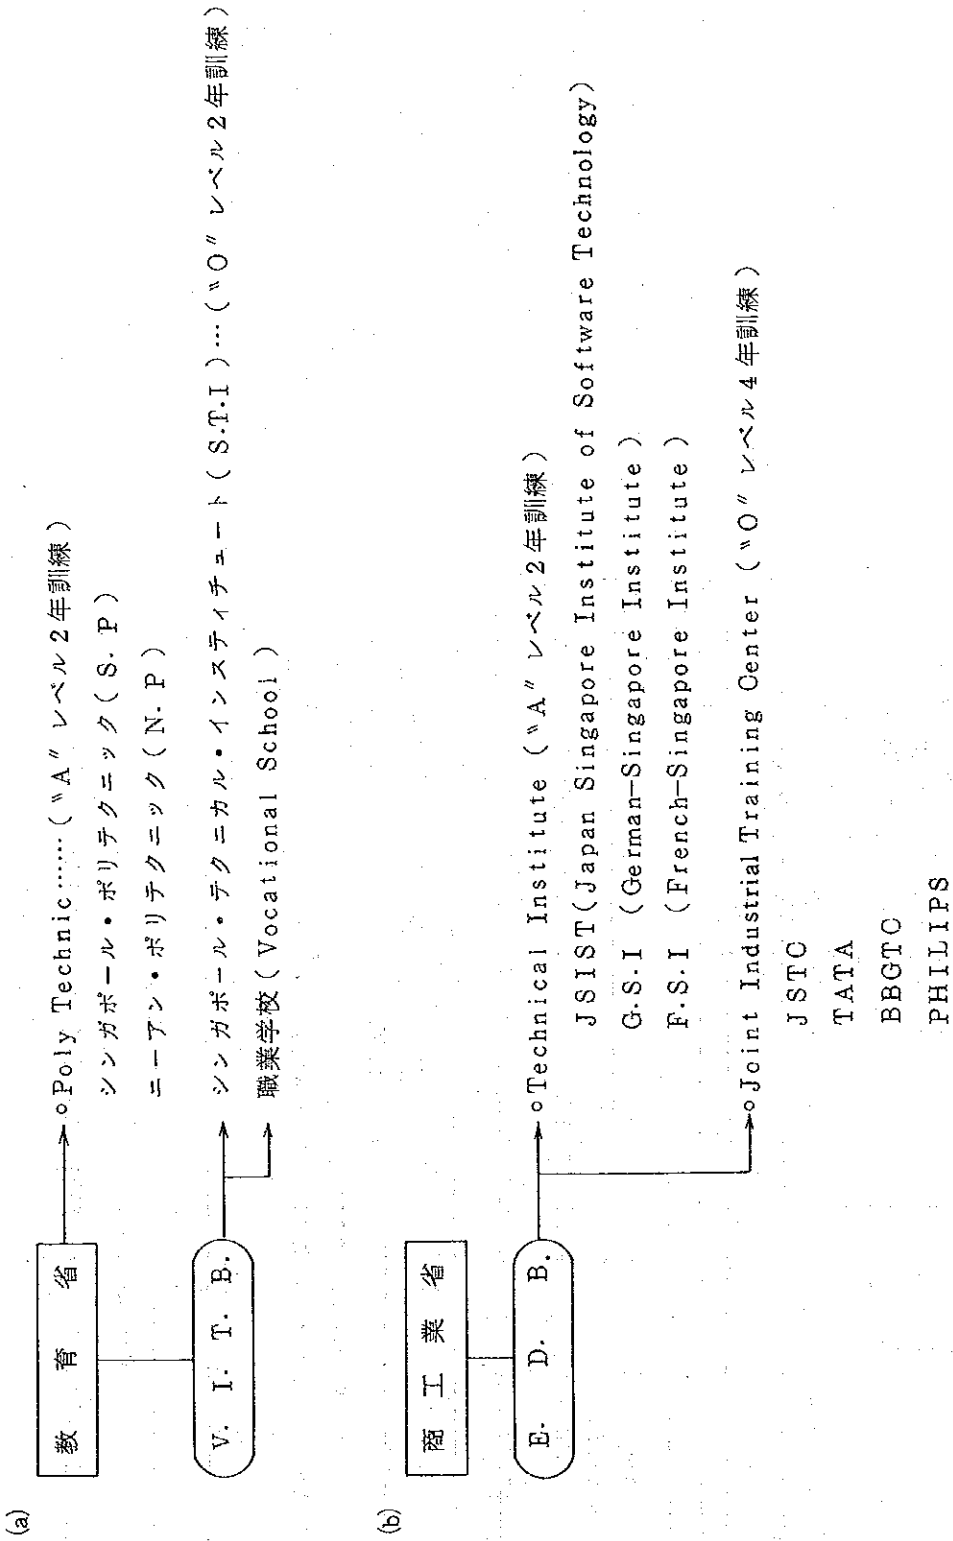 (a)
教育省
○Poly Technic……(〝A〞レベル2年訓練)
シンガポール・ポリテクニック(S.P)
ニーアン・ポリテクニック(N.P)
V.I.T.B.
シンガポール・テクニカル・インスティチュート(S.T.I)…(〝O〞レベル2年訓練)
職業学校(Vocational School)
(b)
商工業省
E.D.B.
○Technical Institute(〝A〞レベル2年訓練)
JSIST(Japan Singapore Institute of Software Technology)
G.S.I (German-Singapore Institute)
F.S.I (French-Singapore Institute)
○Joint Industrial Training Center(〝O〞レベル4年訓練)
JSTC
TATA
BBGTC
PHILIPS